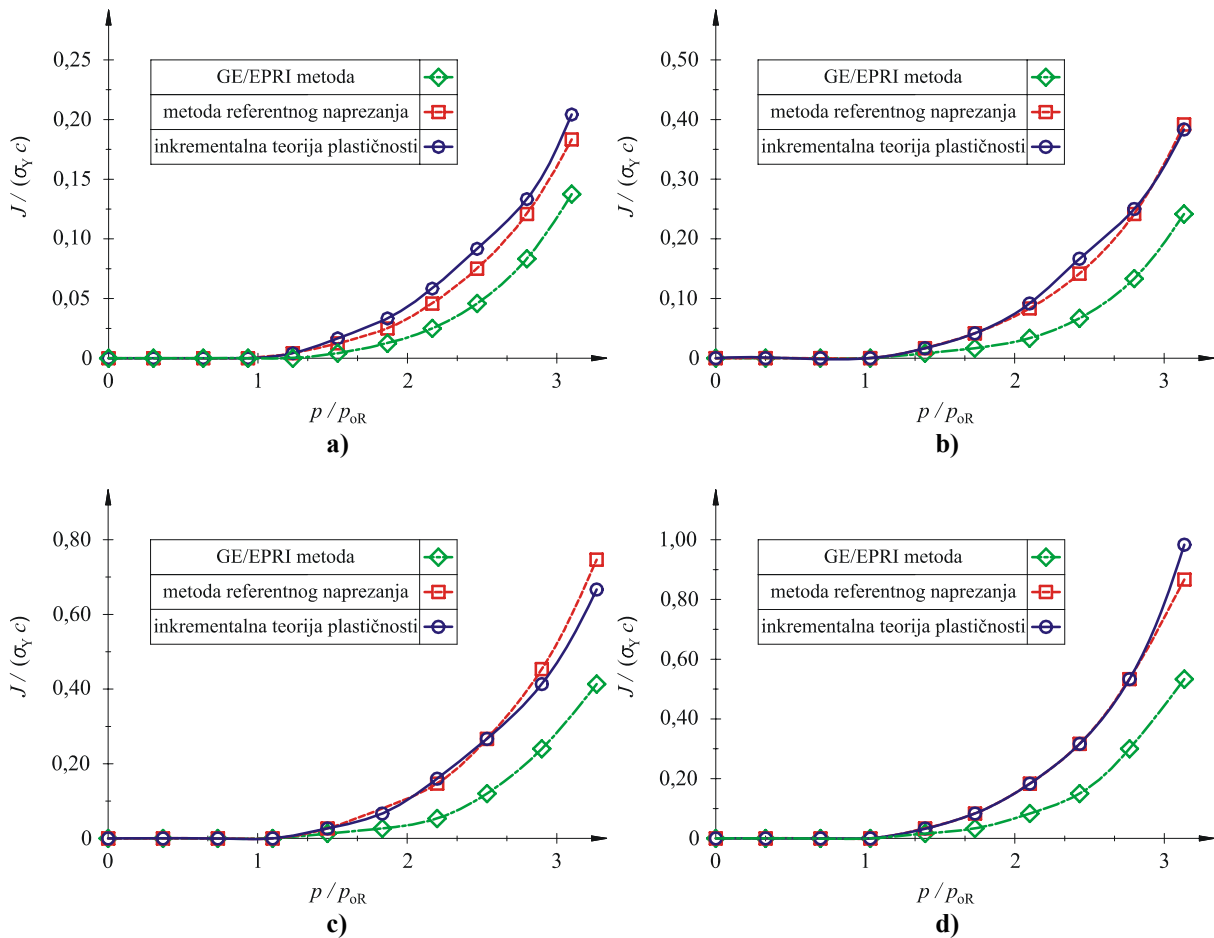 0,25
0,20
0,15
0,10
0,05
0
J / (σY c)
GE/EPRI metoda
metoda referentnog naprezanja
inkrementalna teorija plastičnosti
0 1 2 3
p / poR
a)
0,50
0,40
0,50
0,20
0,10
0
J / (σY c)
GE/EPRI metoda
metoda referentnog naprezanja
inkrementalna teorija plastičnosti
0 1 2 3
p / poR
b)
0,80
0,60
0,40
0,20
0
J / (σY c)
GE/EPRI metoda
metoda referentnog naprezanja
inkrementalna teorija plastičnosti
0 1 2 3
p / poR
c)
1,00
0,80
0,60
0,40
0,20
0
J / (σY c)
GE/EPRI metoda
metoda referentnog naprezanja
inkrementalna teorija plastičnosti
0 1 2 3
p / poR
d)